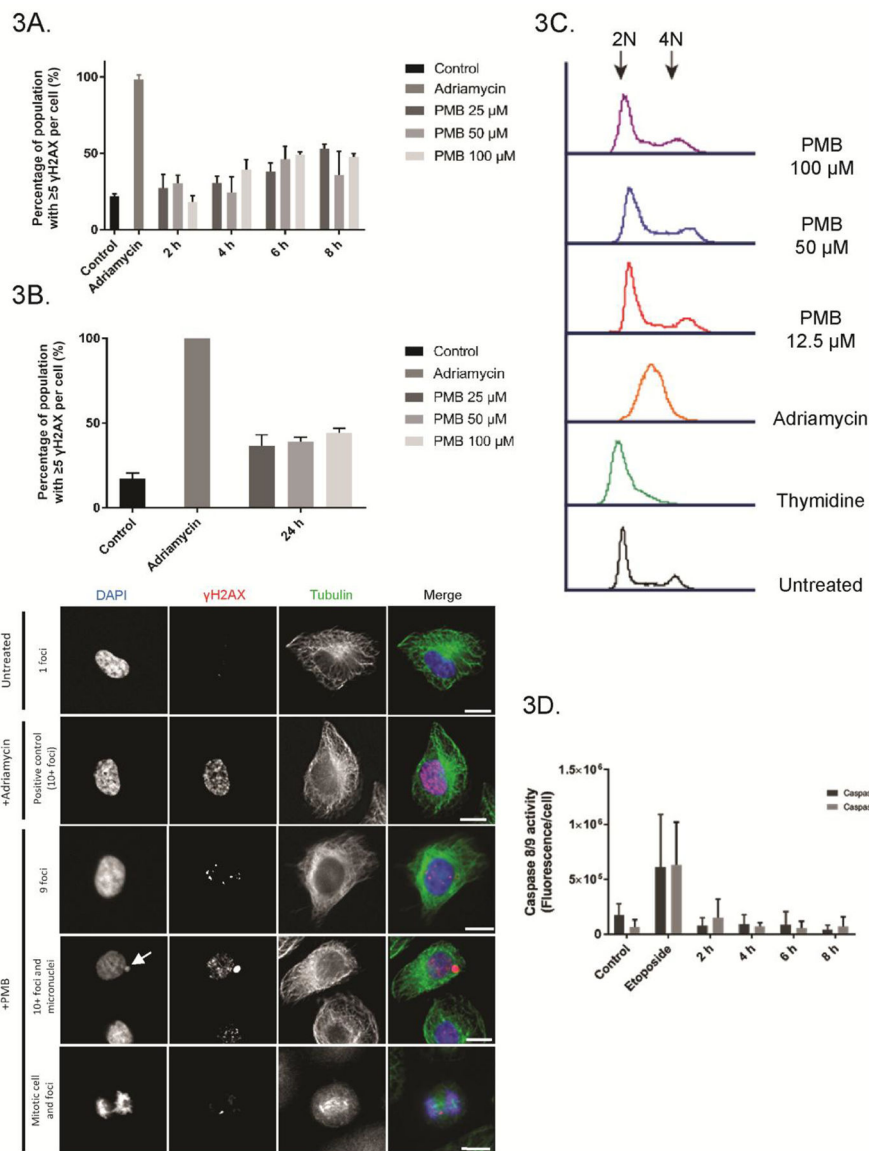 3A.
Percentage of population
with ≥5 γH2AX per cell (%)
100
50
0
Control
Adriamycin
2 h
4 h
6 h
8 h
Control
Adriamycin
PMB 25 µM
PMB 50 µM
PMB 100 µM
3B.
Percentage of population
with ≥5 γH2AX per cell (%)
100
50
0
Control
Adriamycin
24 h
Control
Adriamycin
PMB 25 µM
PMB 50 µM
PMB 100 µM
DAPI
γH2AX
Tubulin
Merge
Untreated
1 foci
+Adriamycin
Positive control
(10+ foci)
+PMB
9 foci
10+ foci and
micronuclei
Mitotic cell
and foci
3C.
2N
4N
PMB
100 µM
PMB
50 µM
PMB
12.5 µM
Adriamycin
Thymidine
Untreated
3D.
Caspase 8/9 activity
(Fluorescence/cell)
1.5×10⁶
1×10⁶
5×10⁵
0
Control
Etoposide
2 h
4 h
6 h
8 h
Caspas
Caspas